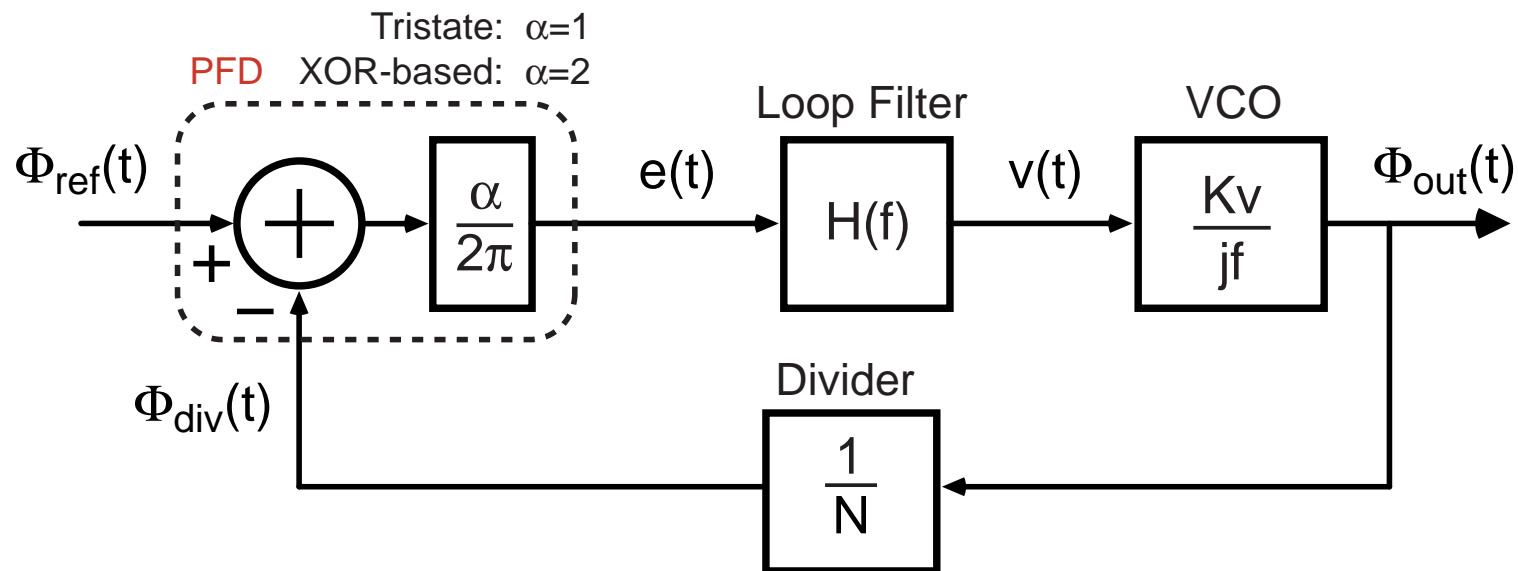 Tristate: α=1
PFD XOR-based: α=2
Loop Filter
VCO
Φref(t)
+
−
α
2π
e(t)
H(f)
v(t)
Kv
jf
Φout(t)
Φdiv(t)
Divider
1
N